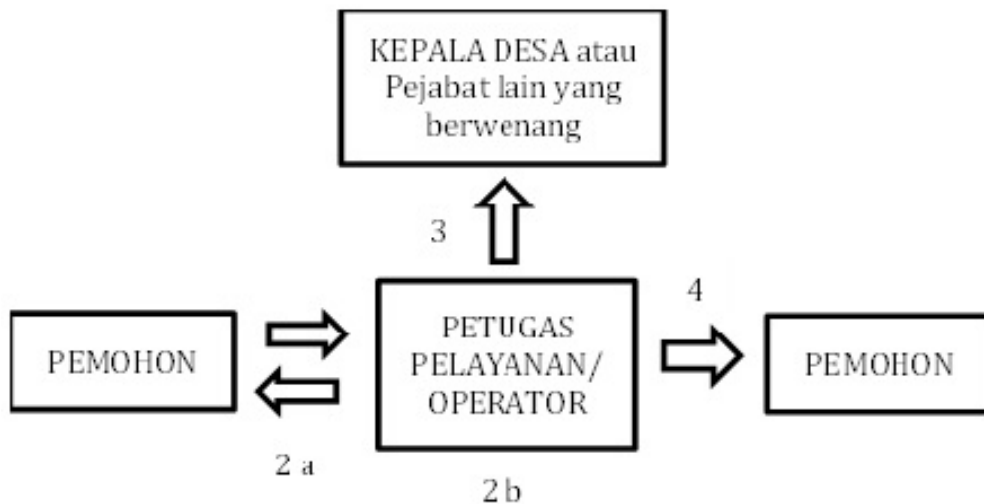 KEPALA DESA atau
Pejabat lain yang
berwenang
3
4
PEMOHON
PETUGAS
PELAYANAN/
OPERATOR
PEMOHON
2 a
2 b